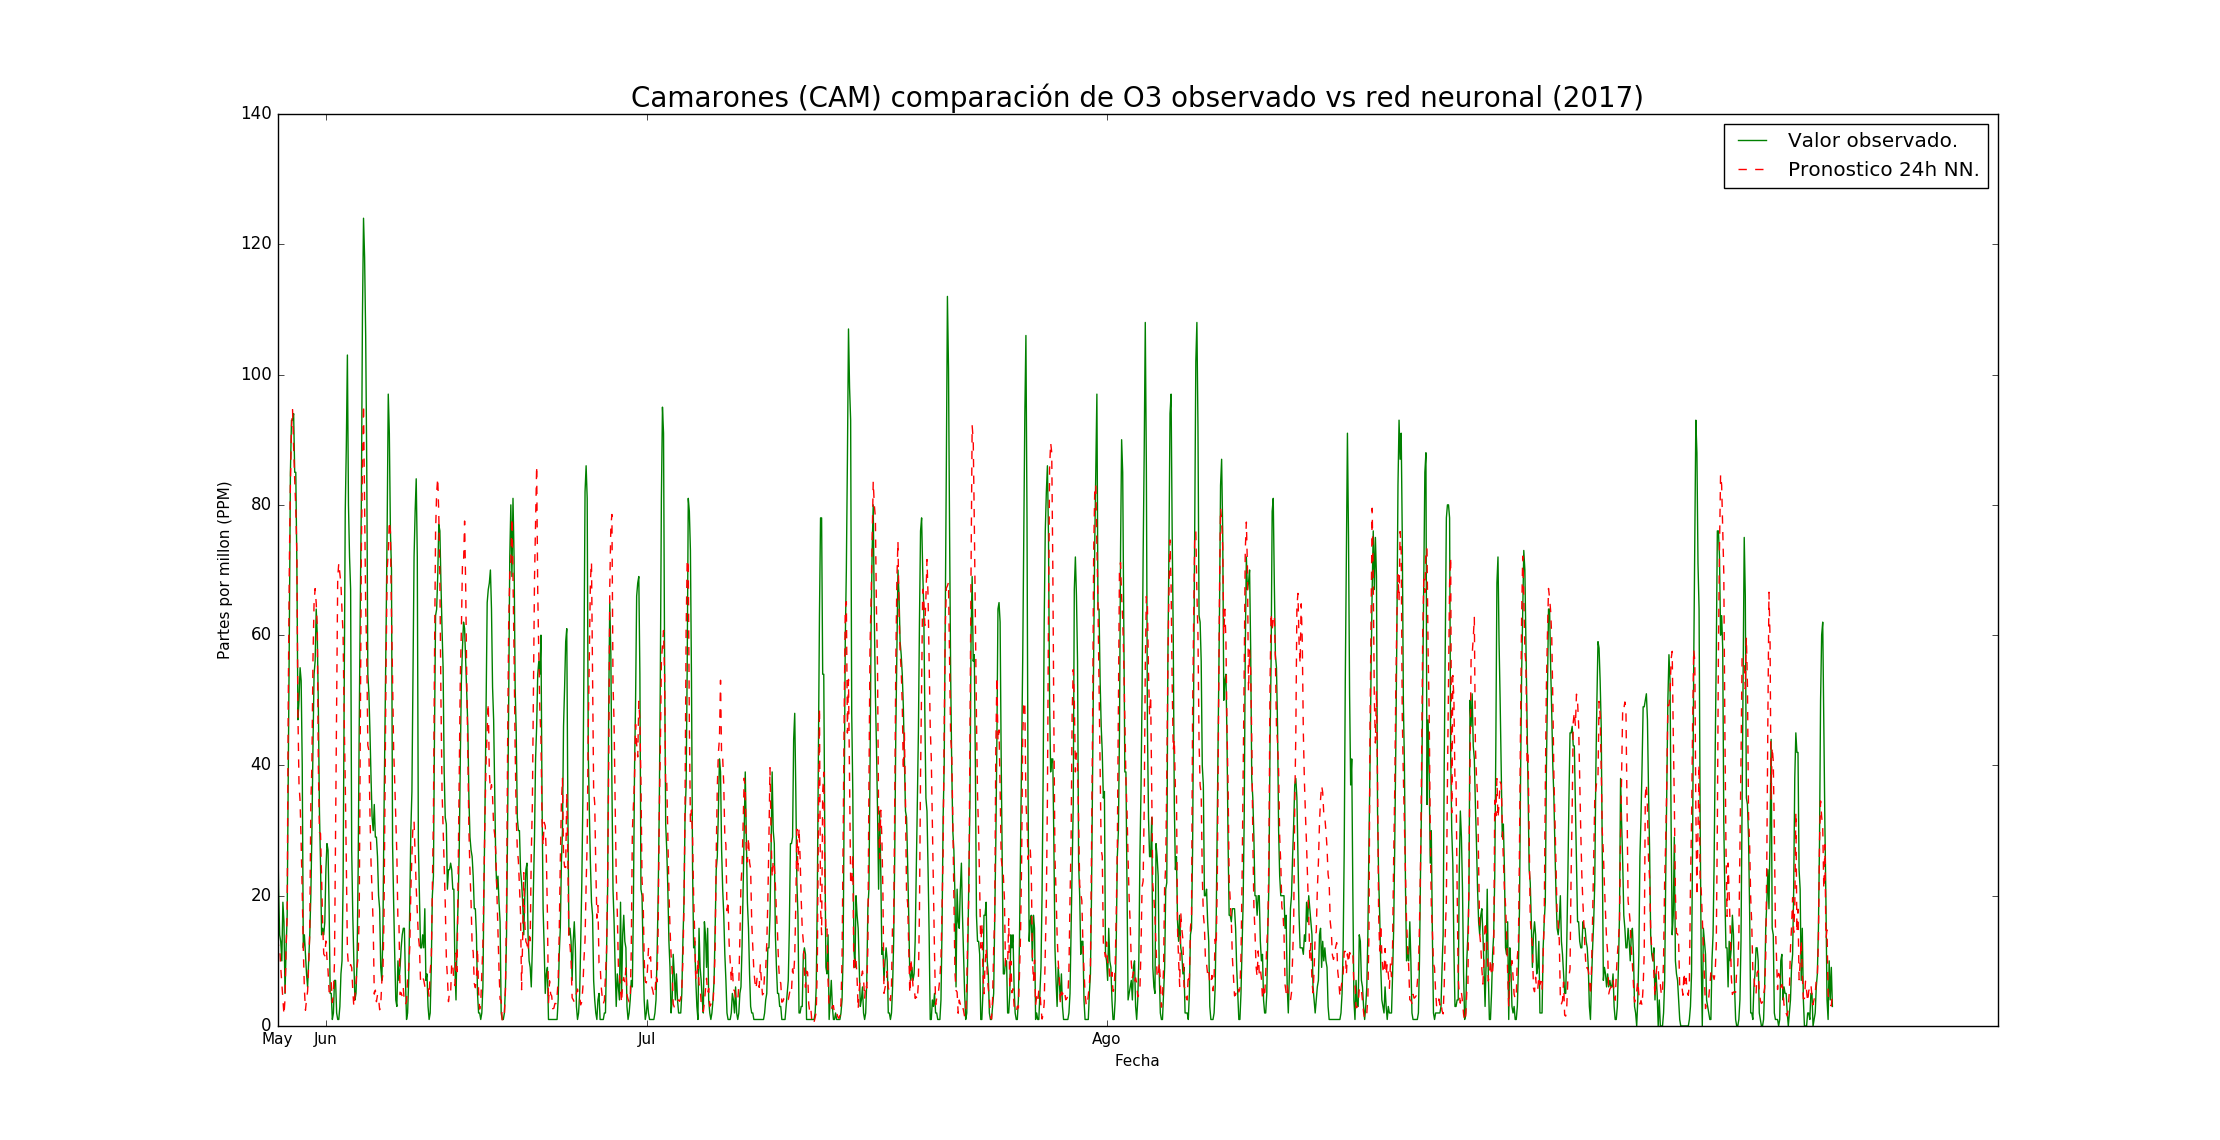 Camarones (CAM) comparación de O3 observado vs red neuronal (2017)
Valor observado.
Pronostico 24h NN.
Partes por millon (PPM)
140
120
100
80
60
40
20
0
May Jun Jul Ago
Fecha